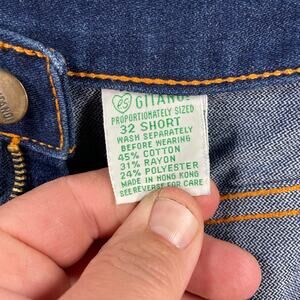 GITANO
PROPORTIONATELY SIZED
32 SHORT
WASH SEPARATELY
BEFORE WEARING
45% COTTON
31% RAYON
24% POLYESTER
MADE IN HONG KONG
SEE REVERSE FOR CARE